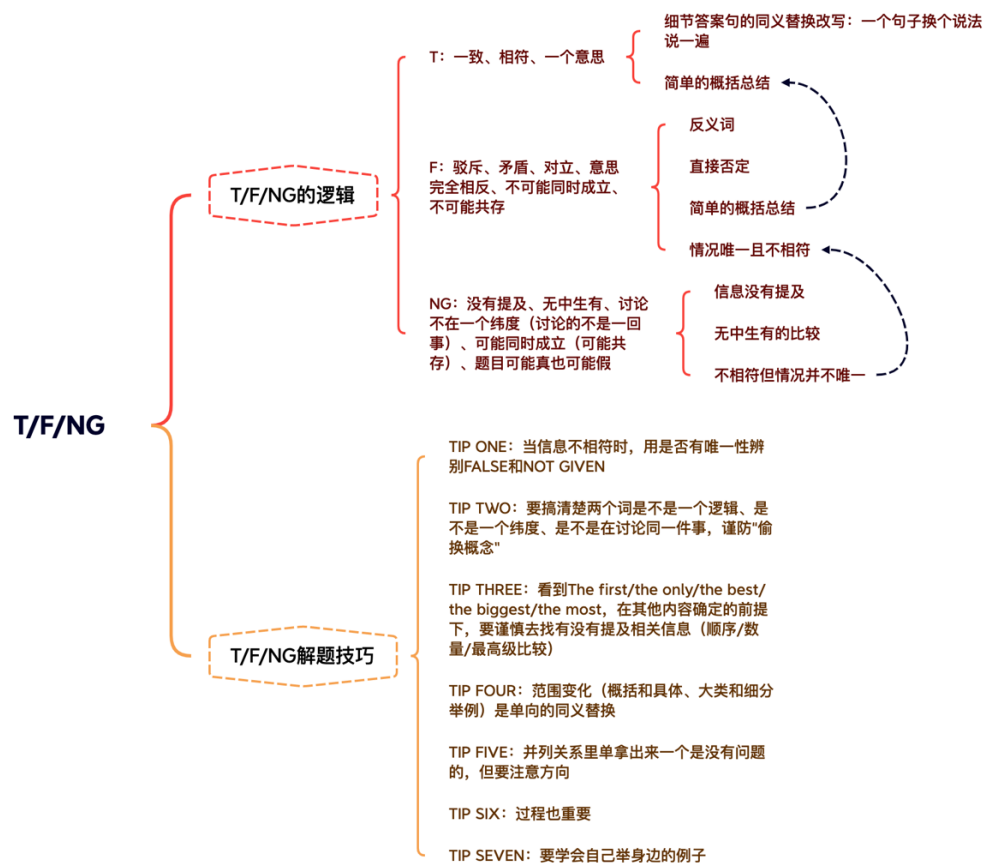 T/F/NG
T/F/NG的逻辑
T：一致、相符、一个意思
细节答案句的同义替换改写：一个句子换个说法
说一遍
简单的概括总结
F：驳斥、矛盾、对立、意思
完全相反、不可能同时成立、
不可能共存
反义词
直接否定
简单的概括总结
情况唯一且不相符
NG：没有提及、无中生有、讨论
不在一个纬度（讨论的不是一回
事）、可能同时成立（可能共
存）、题目可能真也可能假
信息没有提及
无中生有的比较
不相符但情况并不唯一
T/F/NG解题技巧
TIP ONE：当信息不相符时，用是否有唯一性辨
别FALSE和NOT GIVEN
TIP TWO：要搞清楚两个词是不是一个逻辑、是
不是一个纬度、是不是在讨论同一件事，谨防"偷
换概念"
TIP THREE：看到The first/the only/the best/
the biggest/the most，在其他内容确定的前提
下，要谨慎去找有没有提及相关信息（顺序/数
量/最高级比较）
TIP FOUR：范围变化（概括和具体、大类和细分
举例）是单向的同义替换
TIP FIVE：并列关系里单拿出来一个是没有问题
的，但要注意方向
TIP SIX：过程也重要
TIP SEVEN：要学会自己举身边的例子